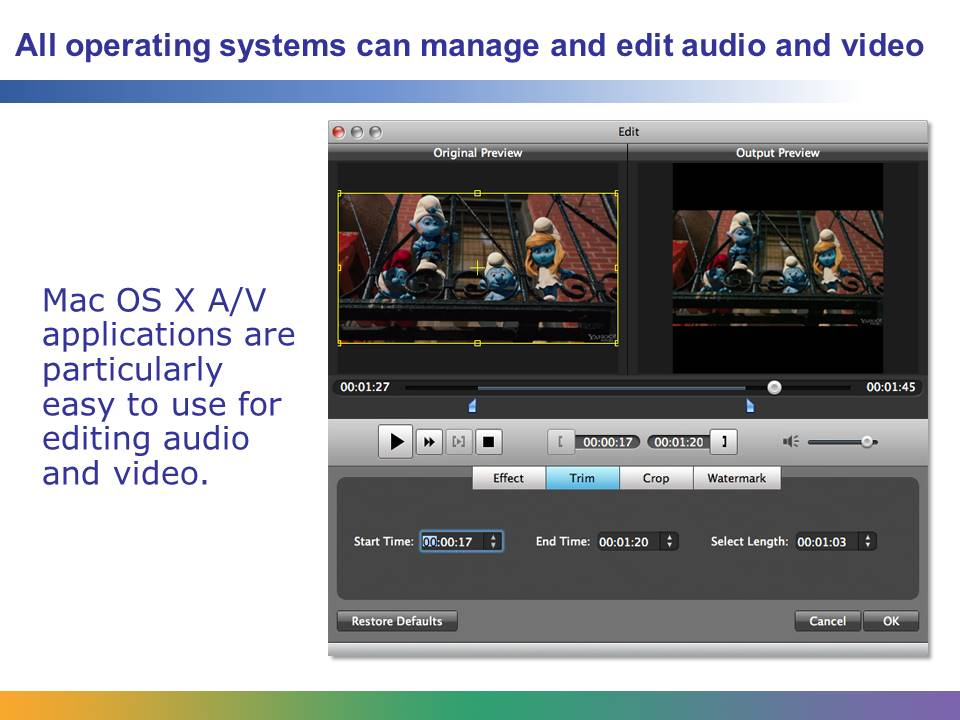 All operating systems can manage and edit audio and video
Mac OS X A/V
applications are
particularly
easy to use for
editing audio
and video.
Edit
Original Preview
Output Preview
YAHOO!
00:01:27
00:01:45
[
00:00:17
00:01:20
]
Effect
Trim
Crop
Watermark
Start Time:
00:00:17
End Time:
00:01:20
Select Length:
00:01:03
Restore Defaults
Cancel
OK